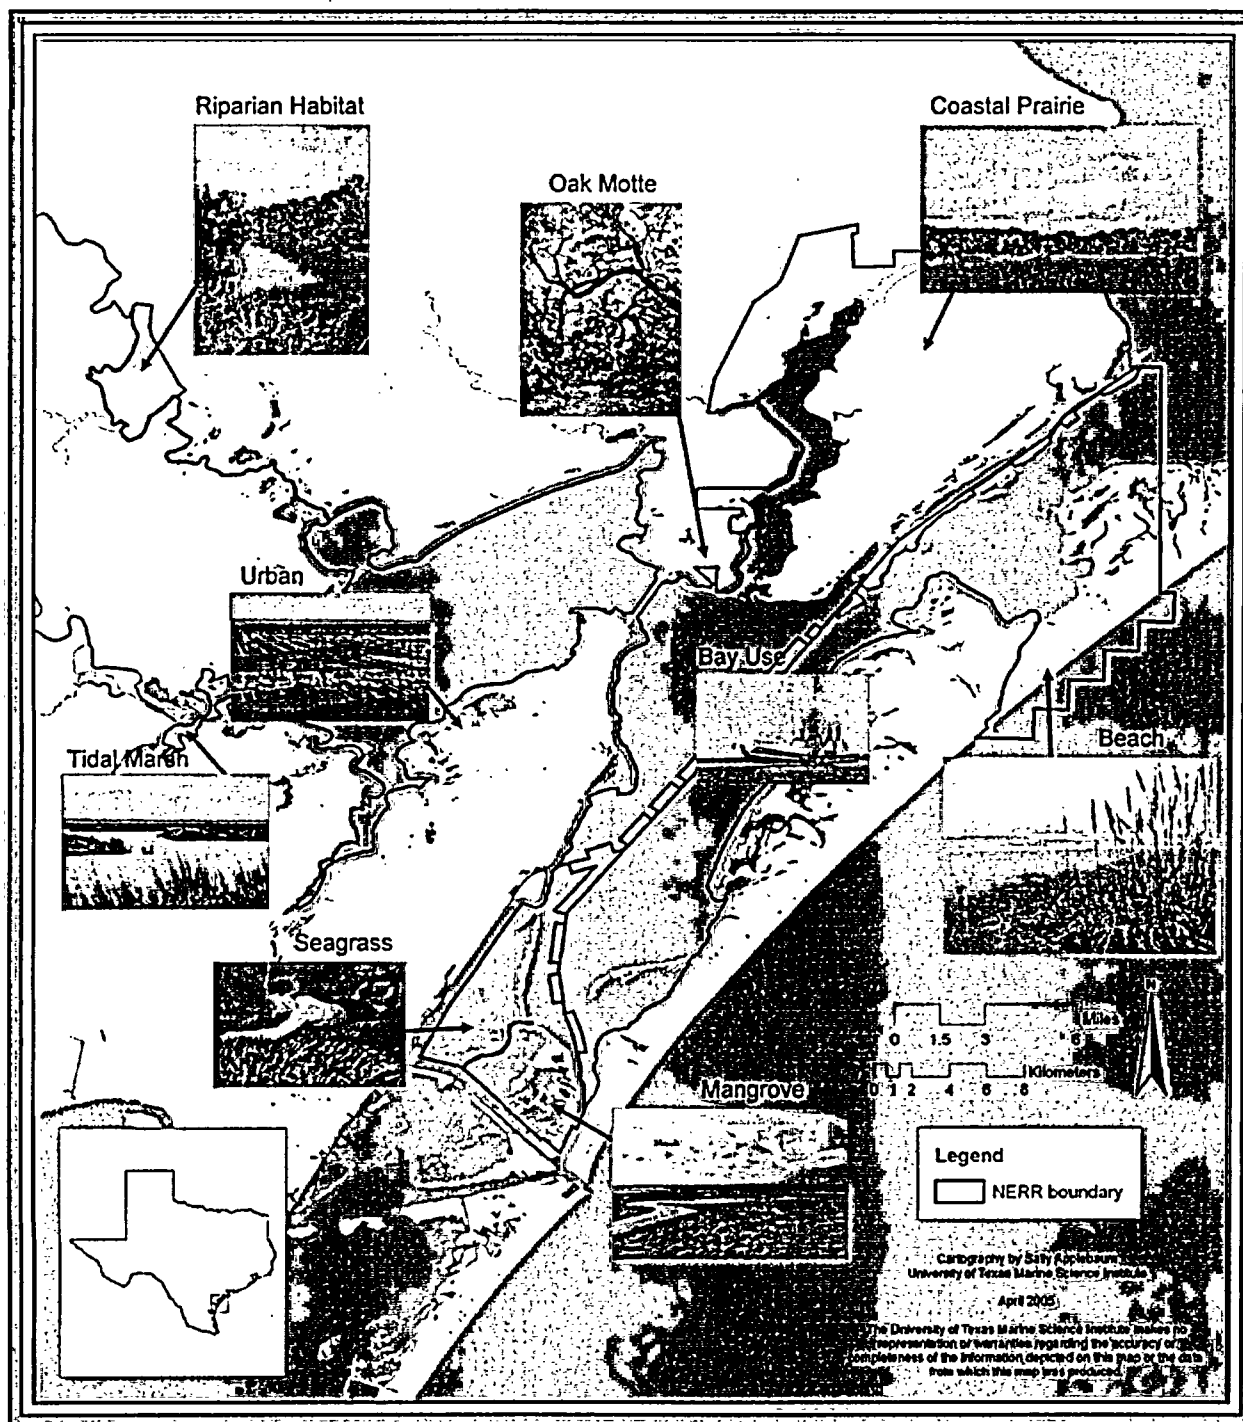 Riparian Habitat
Coastal Prairie
Oak Motte
Urban
Bay Use
Tidal Marsh
Beach
Seagrass
N
Miles
0 1.5 3 6
Kilometers
0 1 2 4 6 8
Mangrove
Legend
NERR boundary
Cartography by Sally Applebaum
University of Texas Marine Science Institute
April 2005
The University of Texas Marine Science Institute makes no
representation or warranties regarding the accuracy or
completeness of the information depicted on this map or the data
from which this map was produced.